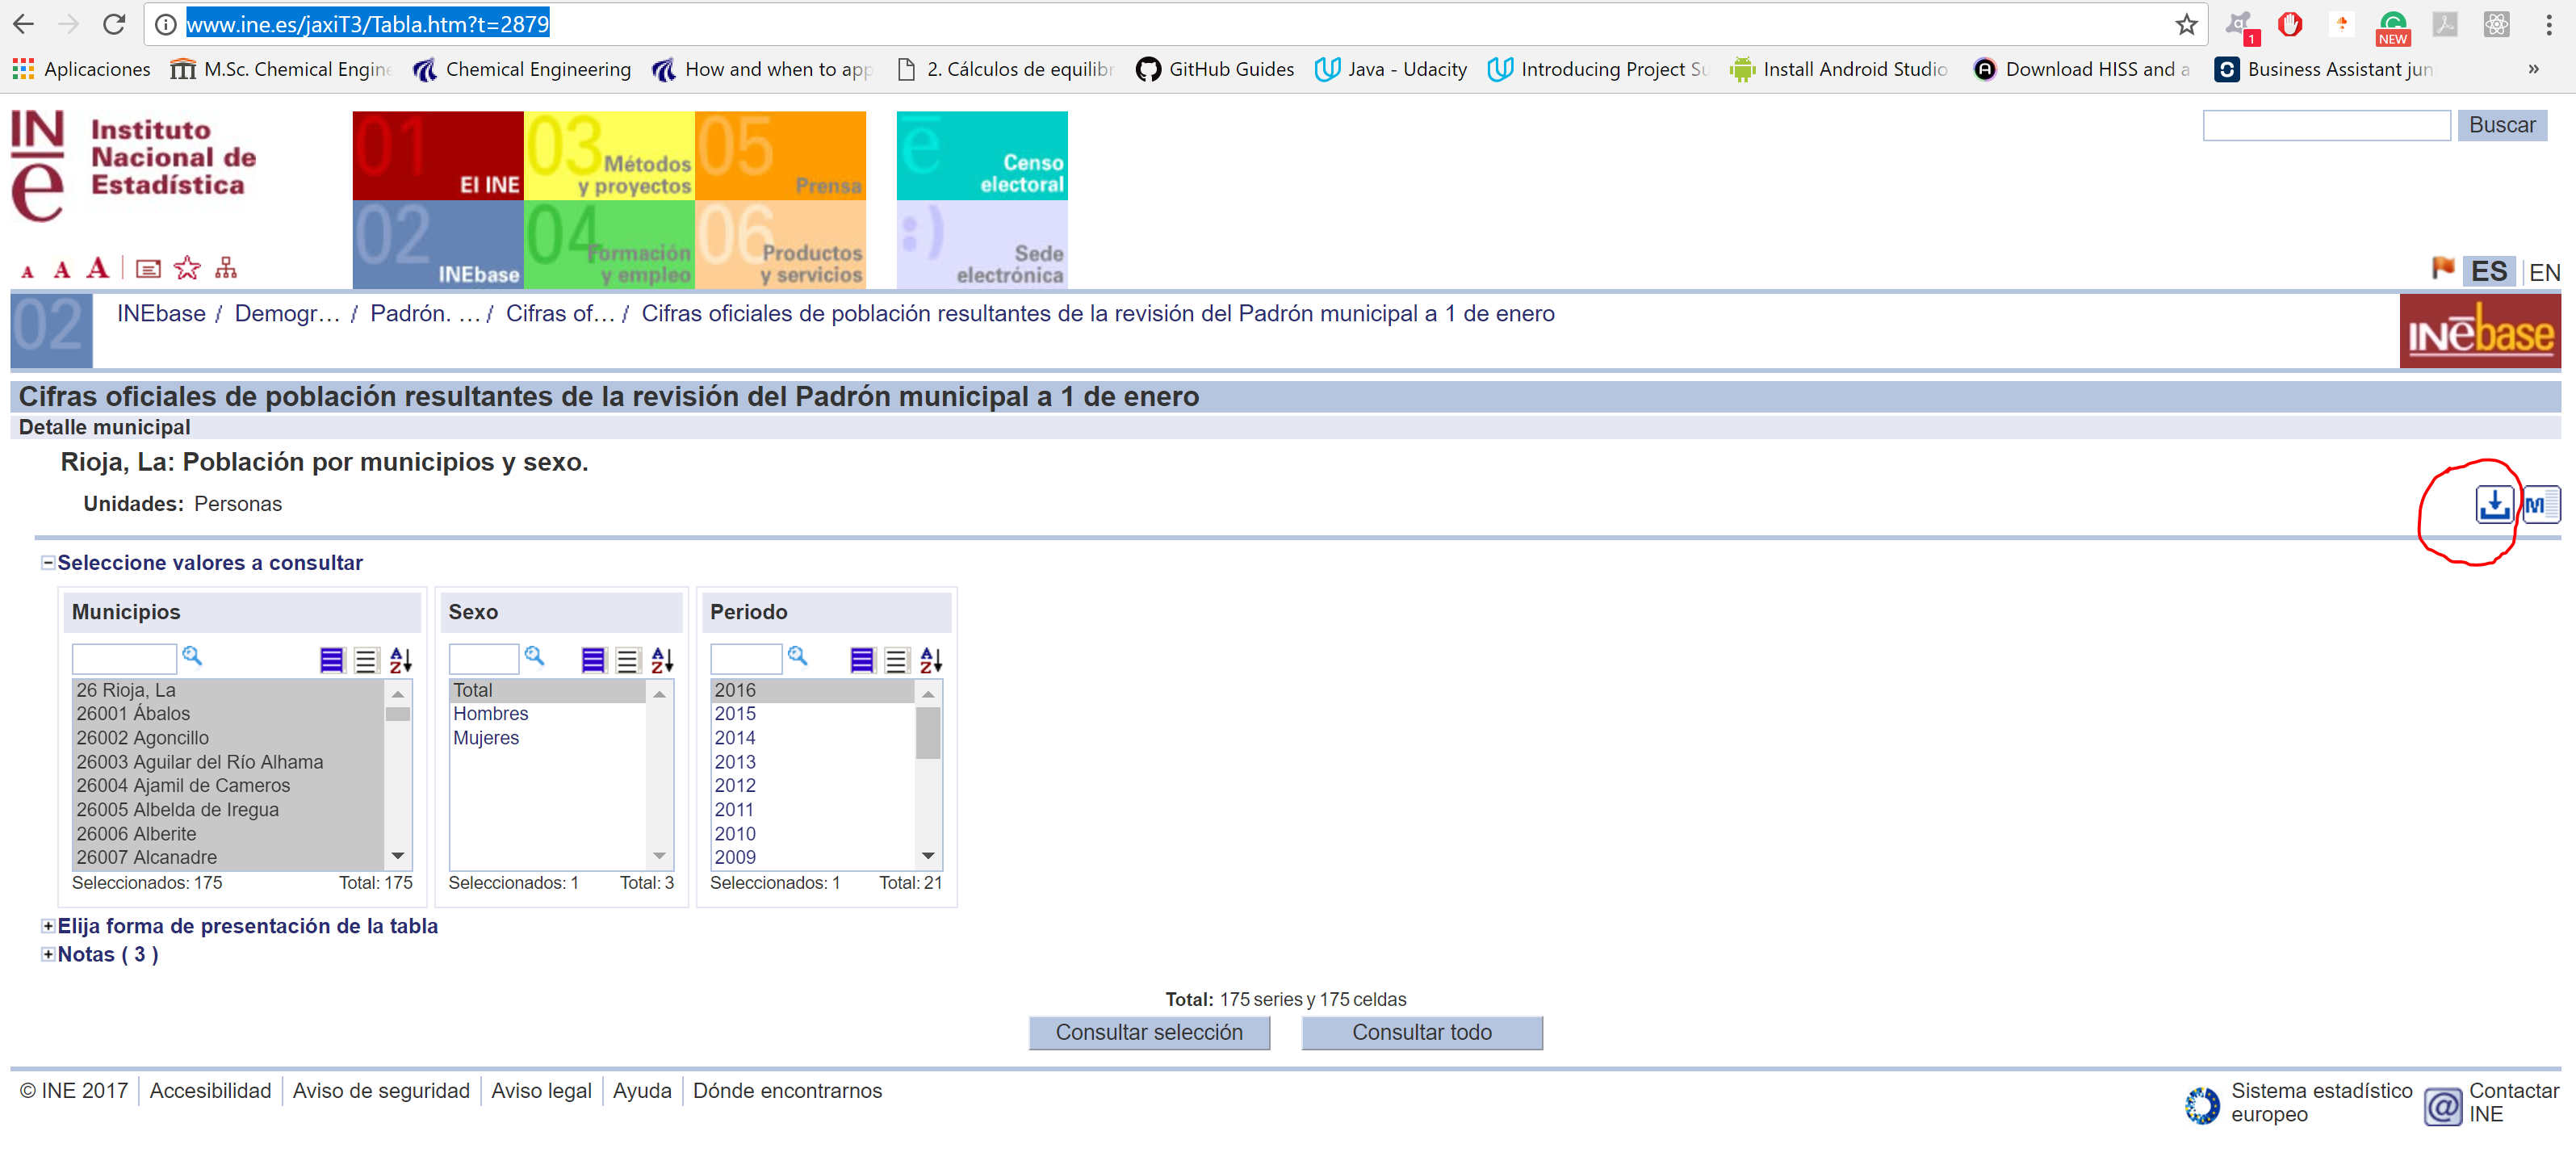 www.ine.es/jaxiT3/Tabla.htm?t=2879
1
NEW
Aplicaciones M.Sc. Chemical Engine Chemical Engineering How and when to app 2. Cálculos de equilibr GitHub Guides Java - Udacity Introducing Project Su Install Android Studio Download HISS and a Business Assistant jun »
INe
Instituto
Nacional de
Estadística
01 El INE
03 Métodos
y proyectos
05 Prensa
ē Censo
electoral
Buscar
02 INEbase
04 Formación
y empleo
06 Productos
y servicios
:) Sede
electrónica
A A A
ES EN
02
INEbase / Demogr… / Padrón. … / Cifras of… / Cifras oficiales de población resultantes de la revisión del Padrón municipal a 1 de enero
INēbase
Cifras oficiales de población resultantes de la revisión del Padrón municipal a 1 de enero
Detalle municipal
Rioja, La: Población por municipios y sexo.
Unidades: Personas
M
Seleccione valores a consultar
Municipios
A
Z
26 Rioja, La
26001 Ábalos
26002 Agoncillo
26003 Aguilar del Río Alhama
26004 Ajamil de Cameros
26005 Albelda de Iregua
26006 Alberite
26007 Alcanadre
Seleccionados: 175 Total: 175
Sexo
A
Z
Total
Hombres
Mujeres
Seleccionados: 1 Total: 3
Periodo
A
Z
2016
2015
2014
2013
2012
2011
2010
2009
Seleccionados: 1 Total: 21
Elija forma de presentación de la tabla
Notas ( 3 )
Total: 175 series y 175 celdas
Consultar selección Consultar todo
© INE 2017 Accesibilidad Aviso de seguridad Aviso legal Ayuda Dónde encontrarnos
Sistema estadístico
europeo
@ Contactar
INE